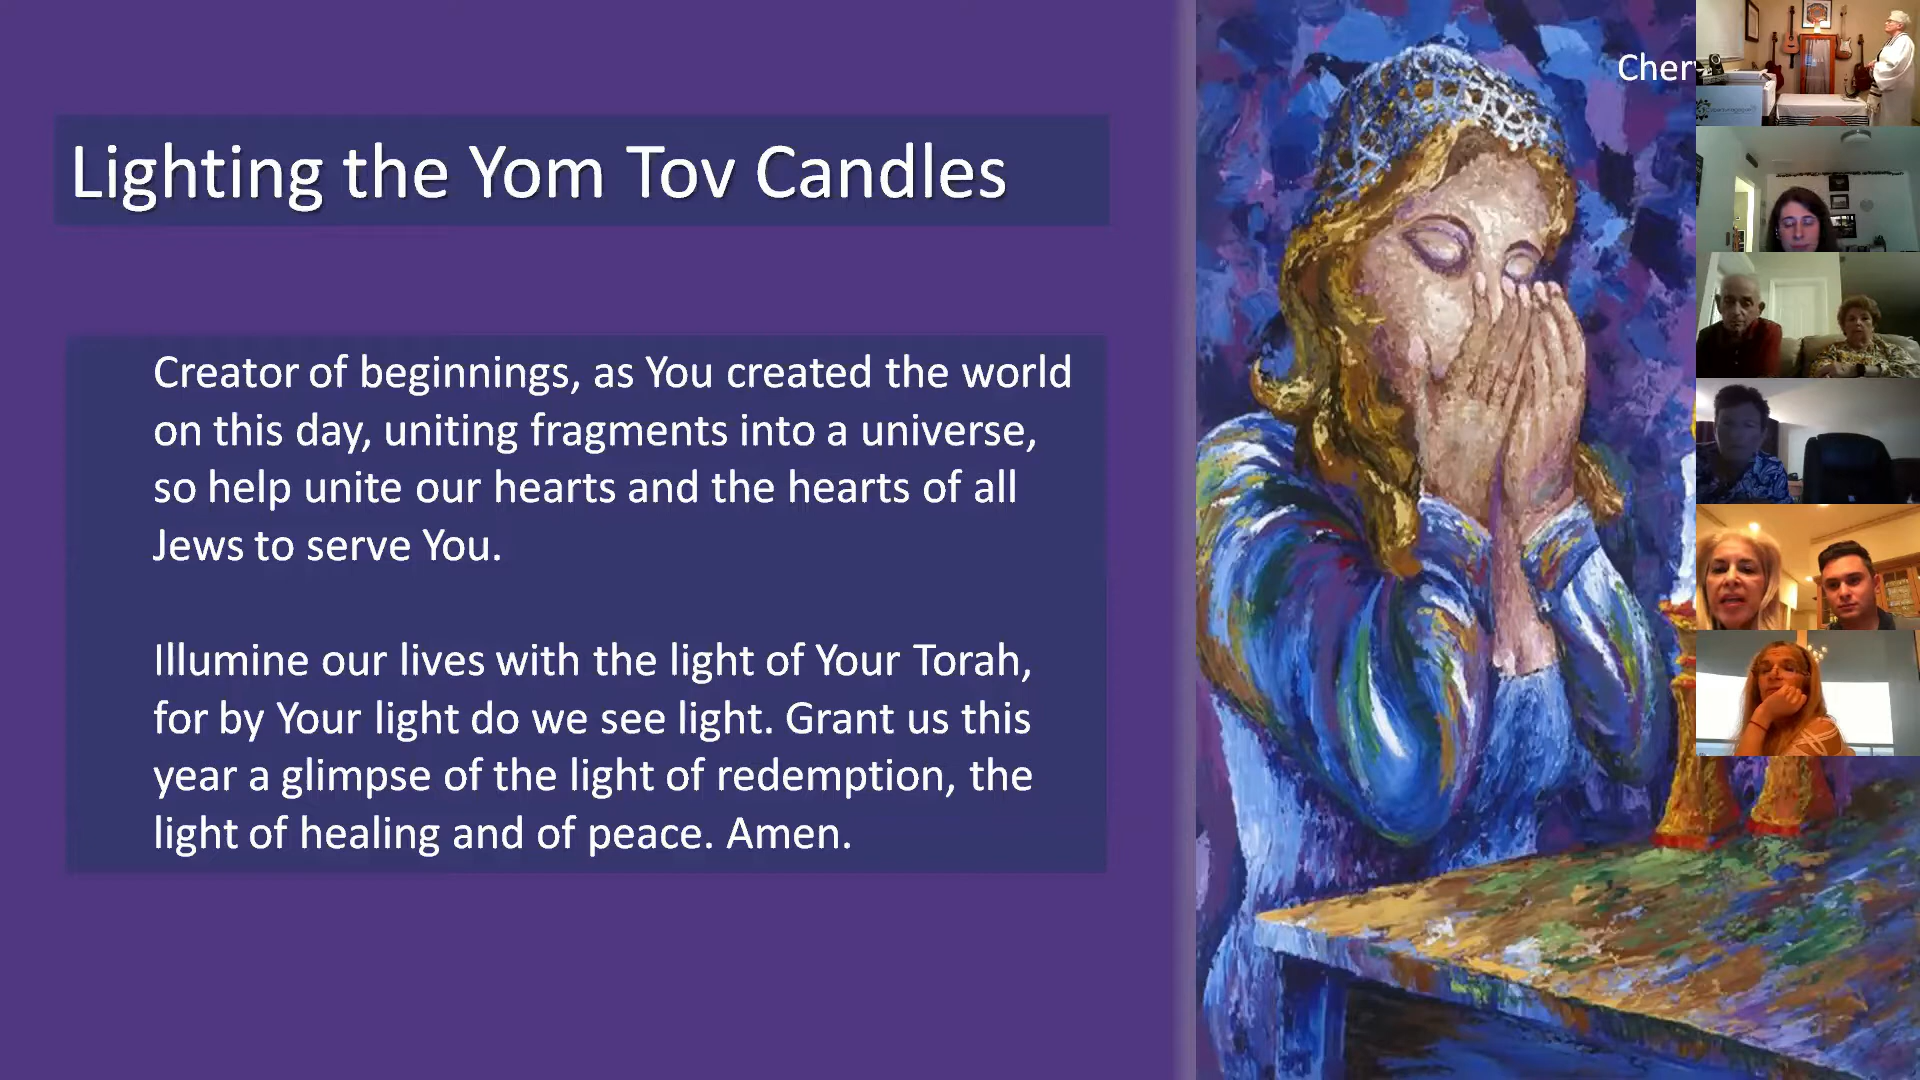 Lighting the Yom Tov Candles
Creator of beginnings, as You created the world
on this day, uniting fragments into a universe,
so help unite our hearts and the hearts of all
Jews to serve You.
Illumine our lives with the light of Your Torah,
for by Your light do we see light. Grant us this
year a glimpse of the light of redemption, the
light of healing and of peace. Amen.